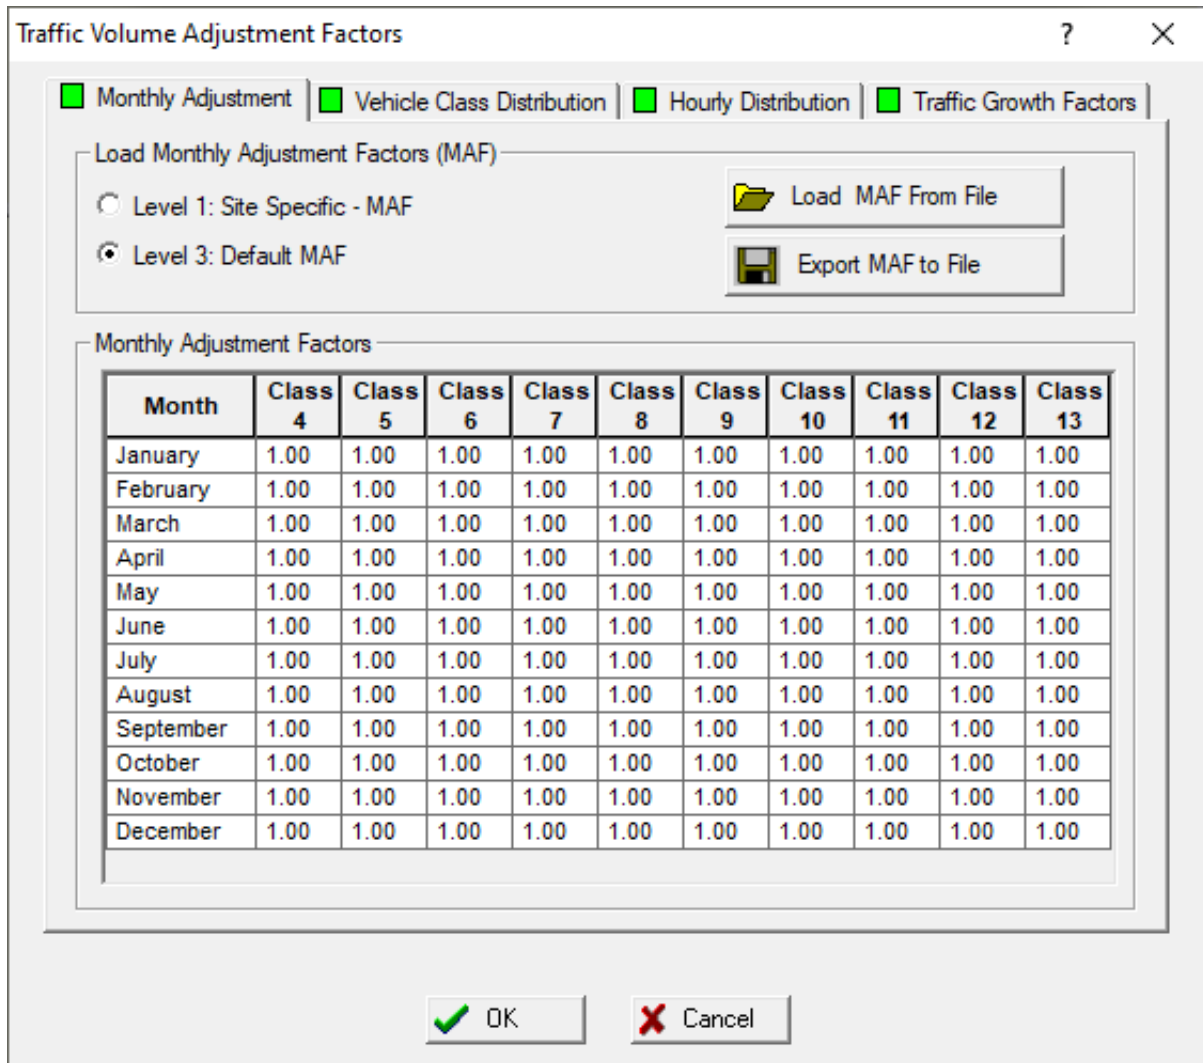 Traffic Volume Adjustment Factors ?
Monthly Adjustment Vehicle Class Distribution Hourly Distribution Traffic Growth Factors
Load Monthly Adjustment Factors (MAF)
Level 1: Site Specific - MAF
Level 3: Default MAF
Load MAF From File
Export MAF to File
Monthly Adjustment Factors
Month Class 4 Class 5 Class 6 Class 7 Class 8 Class 9 Class 10 Class 11 Class 12 Class 13
January 1.00 1.00 1.00 1.00 1.00 1.00 1.00 1.00 1.00 1.00
February 1.00 1.00 1.00 1.00 1.00 1.00 1.00 1.00 1.00 1.00
March 1.00 1.00 1.00 1.00 1.00 1.00 1.00 1.00 1.00 1.00
April 1.00 1.00 1.00 1.00 1.00 1.00 1.00 1.00 1.00 1.00
May 1.00 1.00 1.00 1.00 1.00 1.00 1.00 1.00 1.00 1.00
June 1.00 1.00 1.00 1.00 1.00 1.00 1.00 1.00 1.00 1.00
July 1.00 1.00 1.00 1.00 1.00 1.00 1.00 1.00 1.00 1.00
August 1.00 1.00 1.00 1.00 1.00 1.00 1.00 1.00 1.00 1.00
September 1.00 1.00 1.00 1.00 1.00 1.00 1.00 1.00 1.00 1.00
October 1.00 1.00 1.00 1.00 1.00 1.00 1.00 1.00 1.00 1.00
November 1.00 1.00 1.00 1.00 1.00 1.00 1.00 1.00 1.00 1.00
December 1.00 1.00 1.00 1.00 1.00 1.00 1.00 1.00 1.00 1.00
OK Cancel